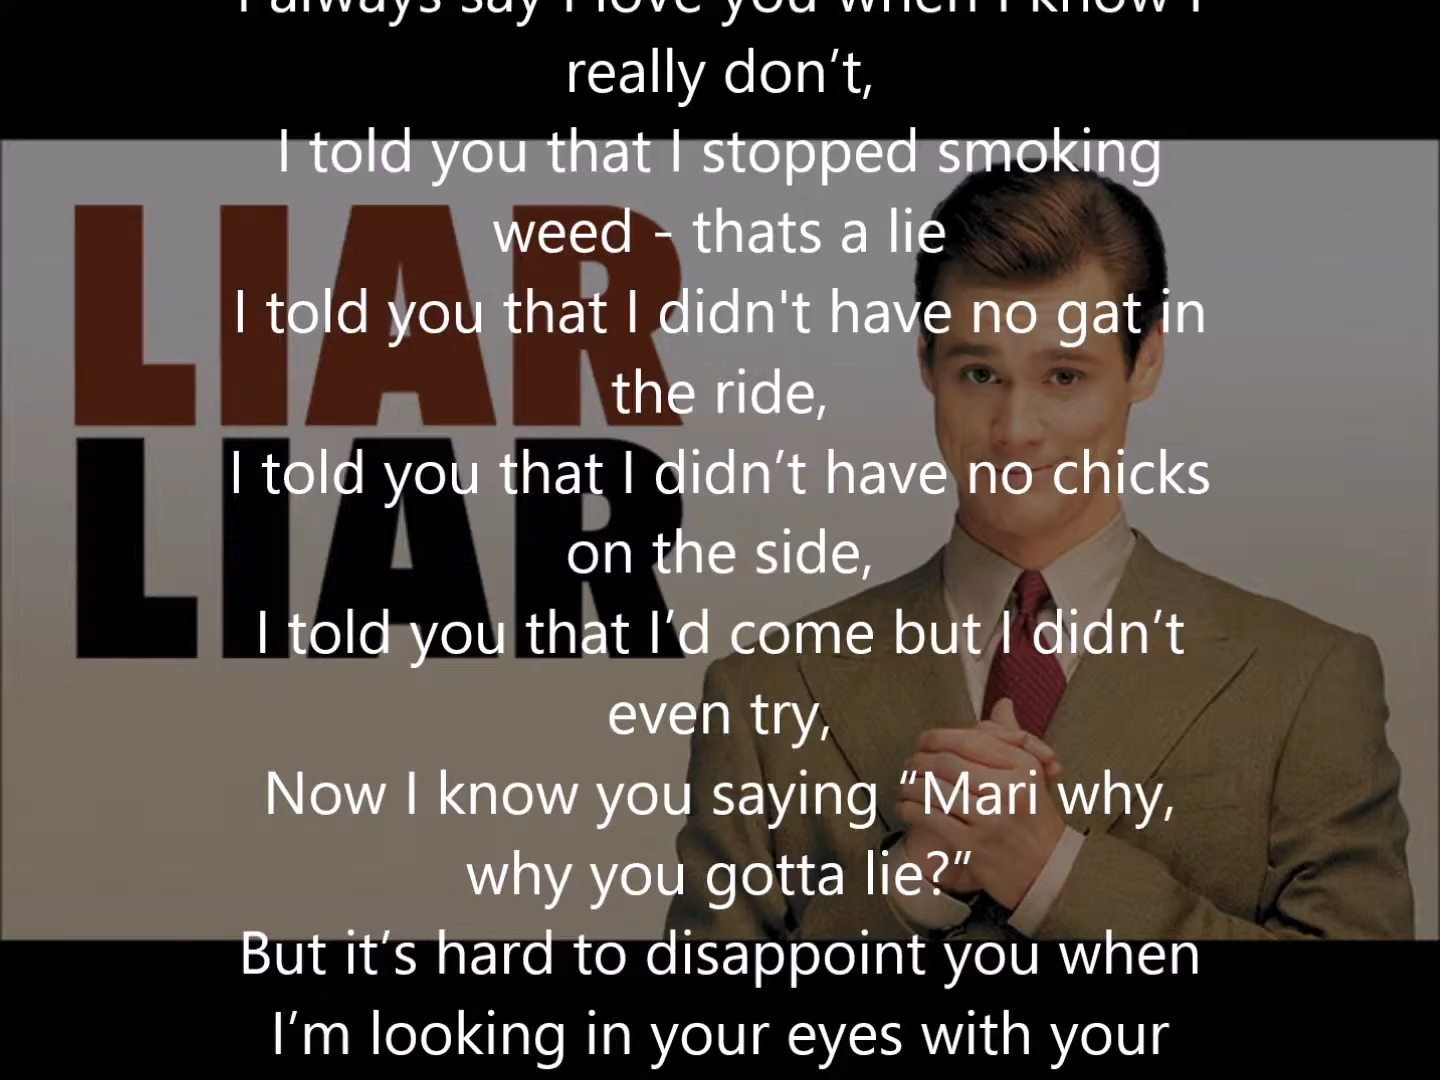 I always say I love you when I know I
really don’t,
I told you that I stopped smoking
weed - thats a lie
I told you that I didn't have no gat in
the ride,
I told you that I didn’t have no chicks
on the side,
I told you that I’d come but I didn’t
even try,
Now I know you saying “Mari why,
why you gotta lie?”
But it’s hard to disappoint you when
I’m looking in your eyes with your
LIAR
LIAR